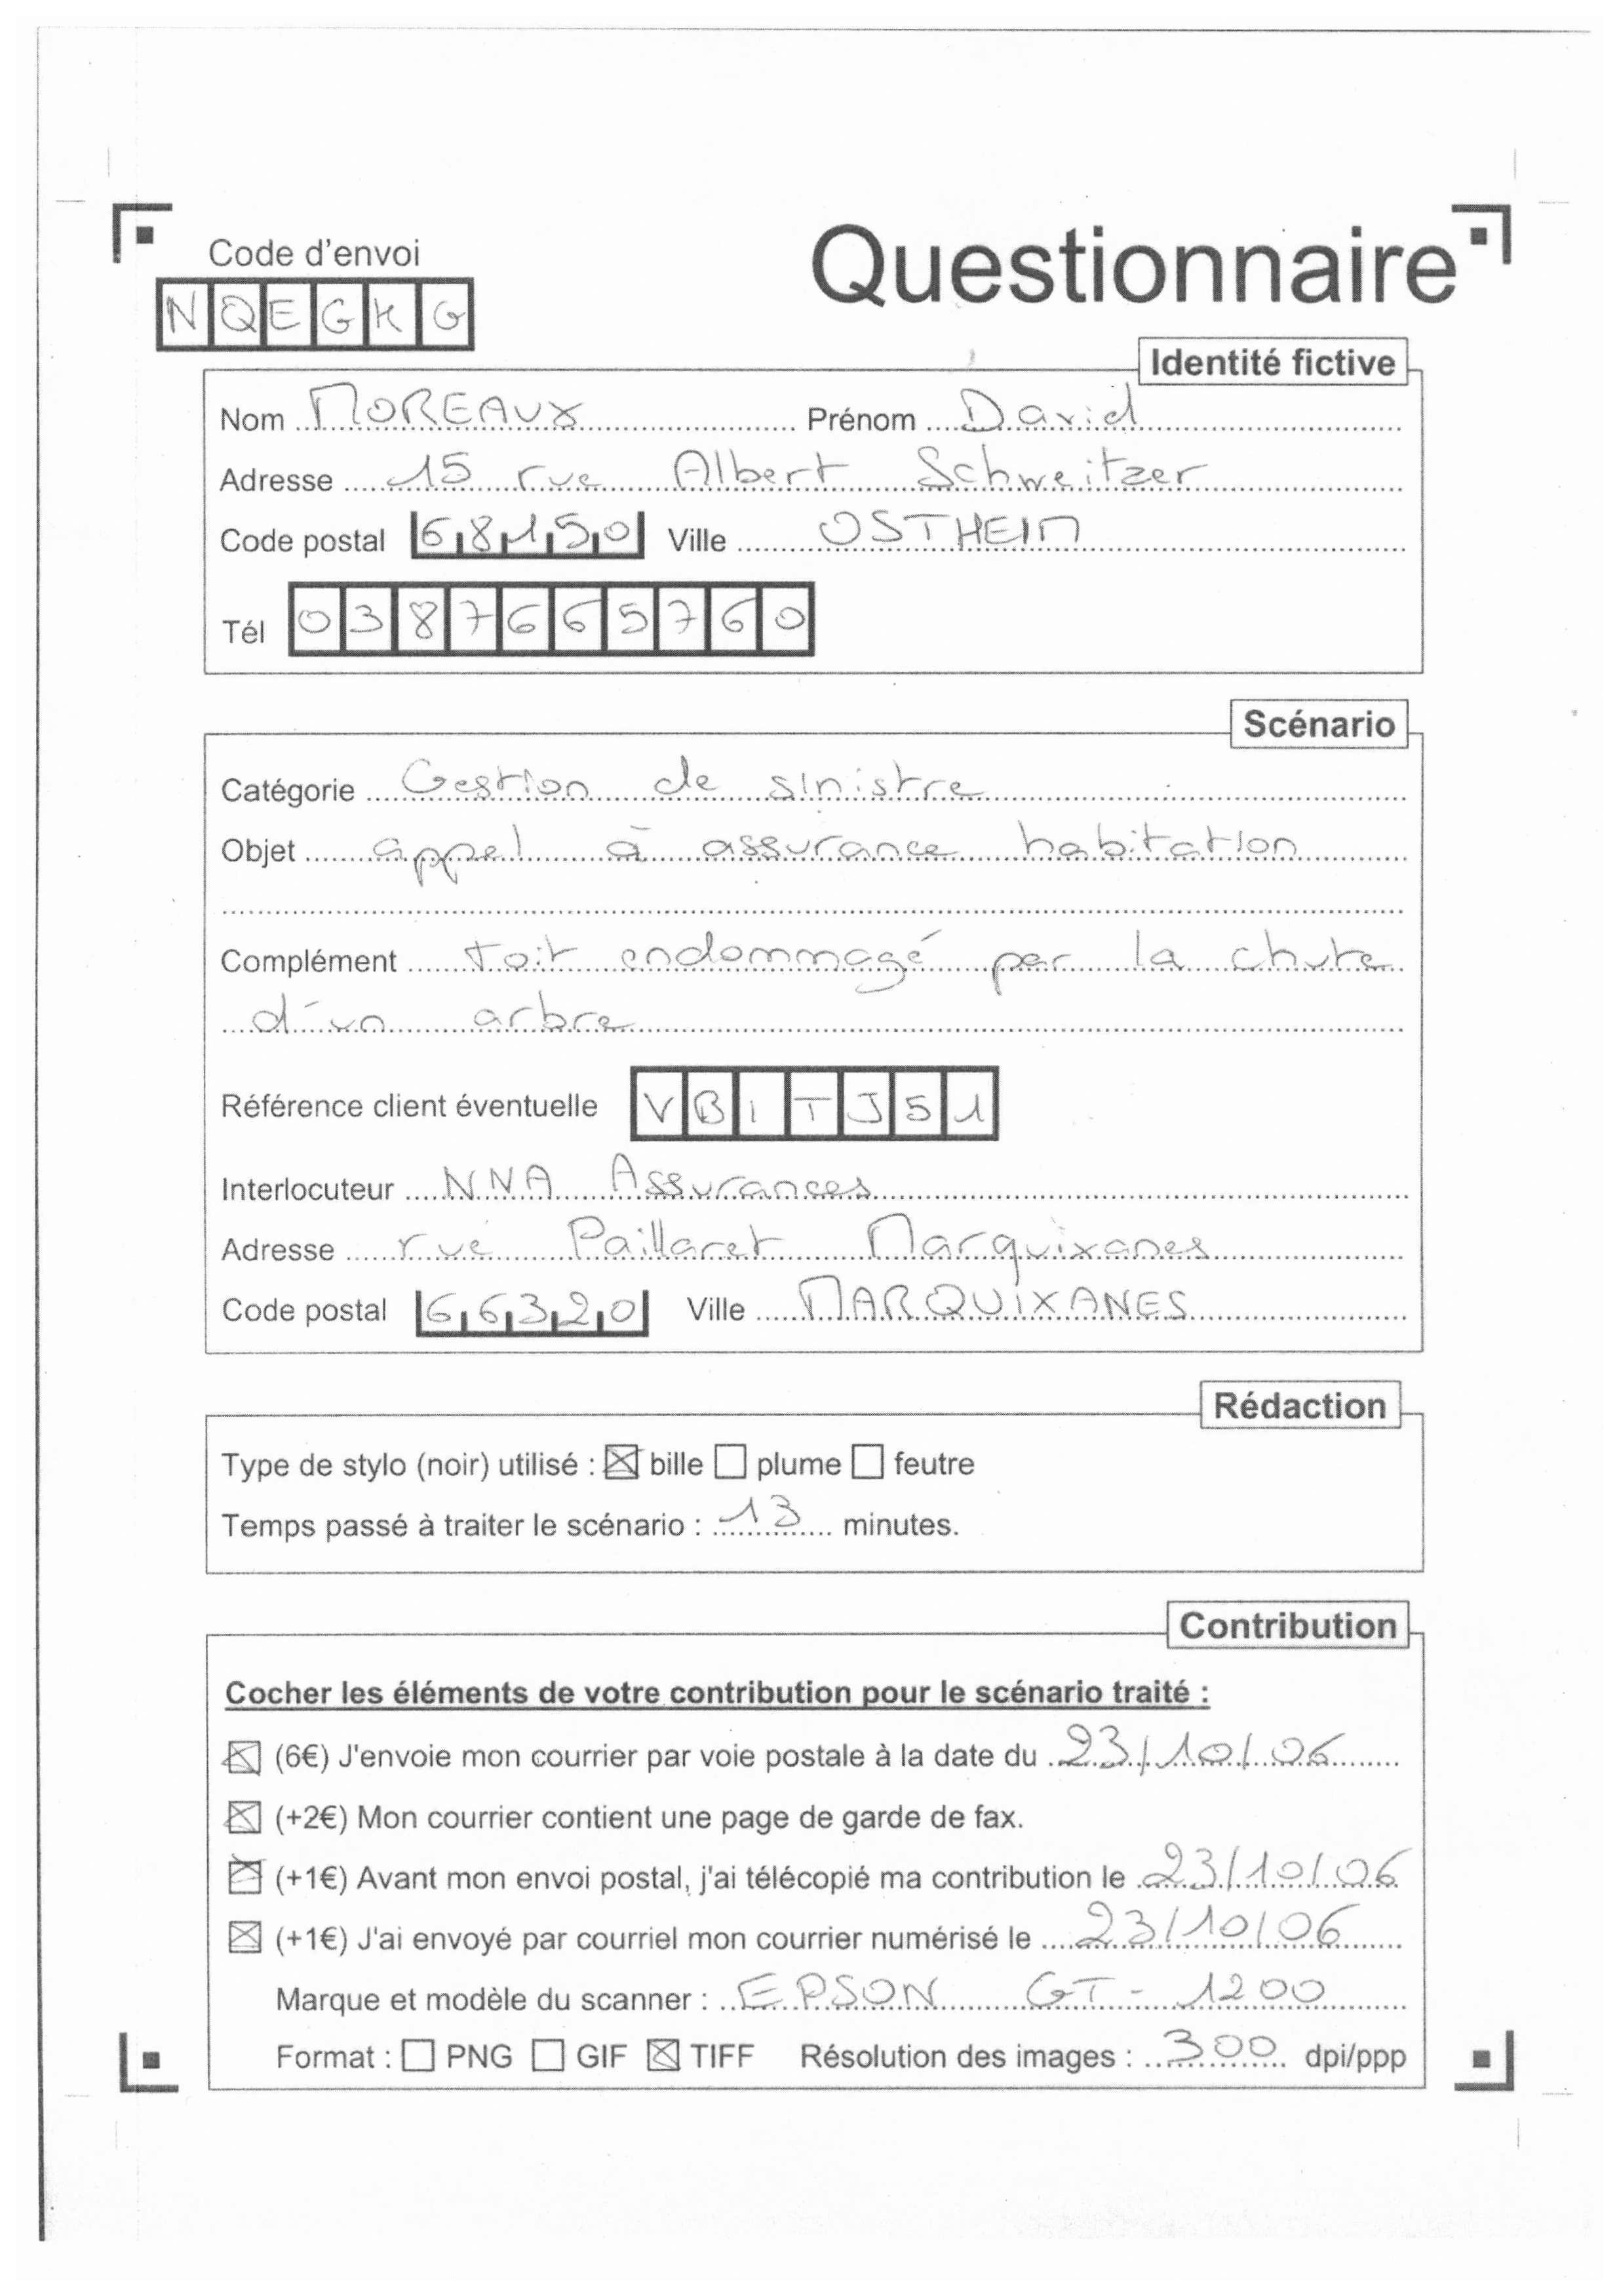 Questionnaire
Code d'envoi
NQEGKG
Identité fictive
Nom MOREAUX Prénom David
Adresse 15 rue Albert Schweitzer
Code postal 68150 Ville OSTHEIM
Tél 0387665760
Scénario
Catégorie Gestion de sinistre
Objet appel à assurance habitation
Complément toit endommagé par la chute
d'un arbre
Référence client éventuelle VBITJ51
Interlocuteur NNA Assurances
Adresse rue Paillaret Marquixanes
Code postal 66320 Ville MARQUIXANES
Rédaction
Type de stylo (noir) utilisé : ☒ bille ☐ plume ☐ feutre
Temps passé à traiter le scénario : 13 minutes.
Contribution
Cocher les éléments de votre contribution pour le scénario traité :
☒ (6€) J'envoie mon courrier par voie postale à la date du 23/10/06
☒ (+2€) Mon courrier contient une page de garde de fax.
☒ (+1€) Avant mon envoi postal, j'ai télécopié ma contribution le 23/10/06
☒ (+1€) J'ai envoyé par courriel mon courrier numérisé le 23/10/06
Marque et modèle du scanner : EPSON GT-1200
Format : ☐ PNG ☐ GIF ☒ TIFF Résolution des images : 300 dpi/ppp